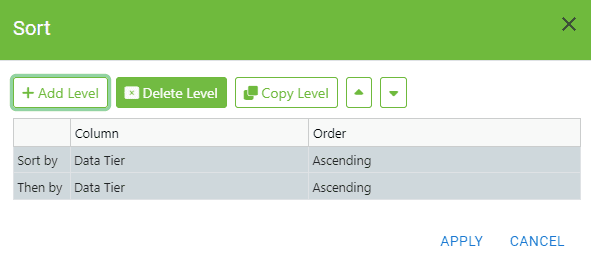 Sort
Add Level
Delete Level
Copy Level
Column Order
Sort by Data Tier Ascending
Then by Data Tier Ascending
APPLY CANCEL